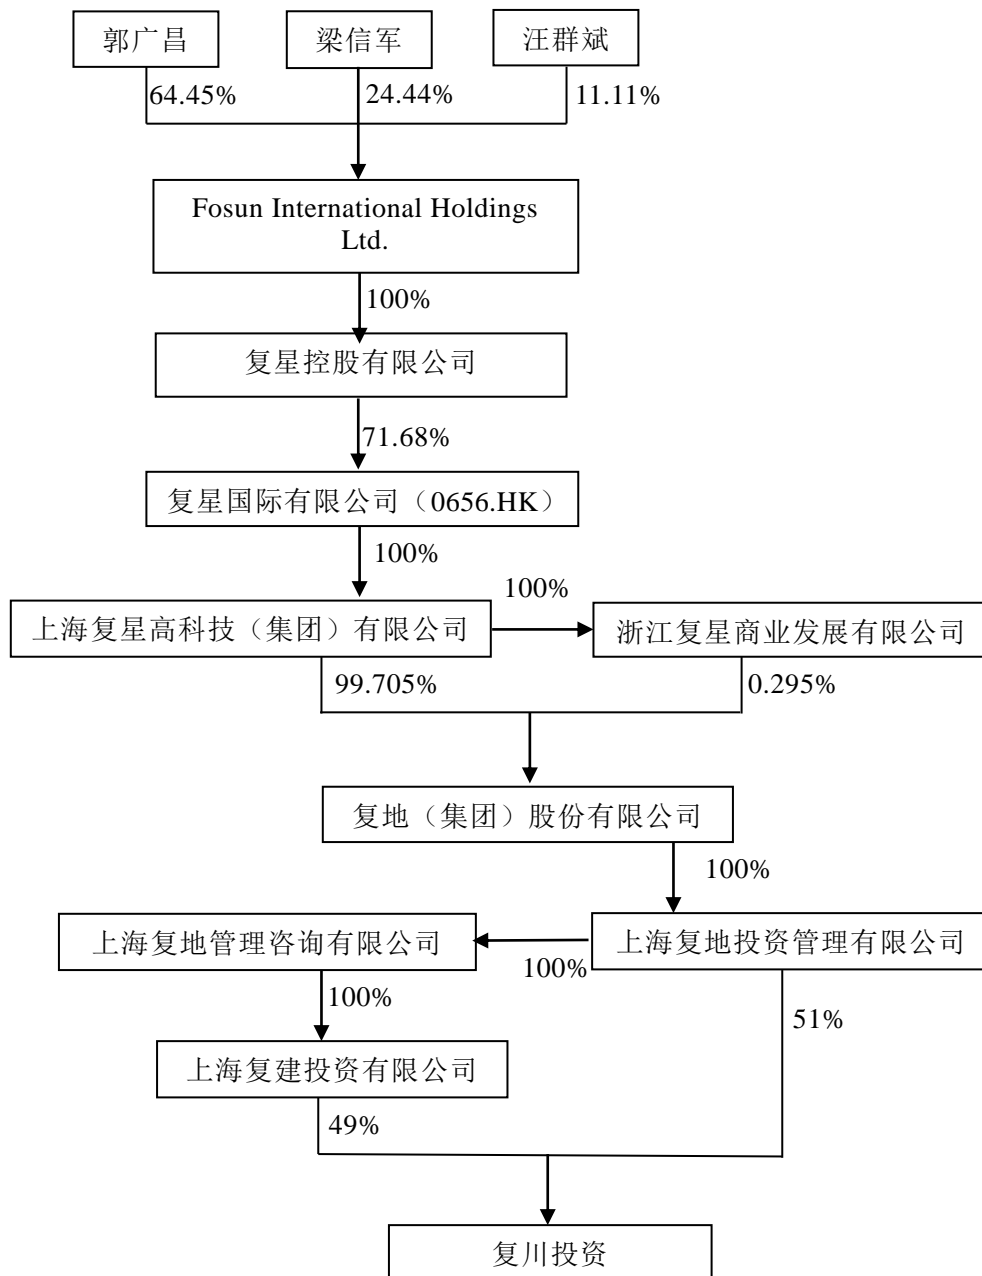 郭广昌
梁信军
汪群斌
64.45%
24.44%
11.11%
Fosun International Holdings
Ltd.
100%
复星控股有限公司
71.68%
复星国际有限公司（0656.HK）
100%
100%
上海复星高科技（集团）有限公司
浙江复星商业发展有限公司
99.705%
0.295%
复地（集团）股份有限公司
100%
上海复地管理咨询有限公司
上海复地投资管理有限公司
100%
100%
51%
上海复建投资有限公司
49%
复川投资